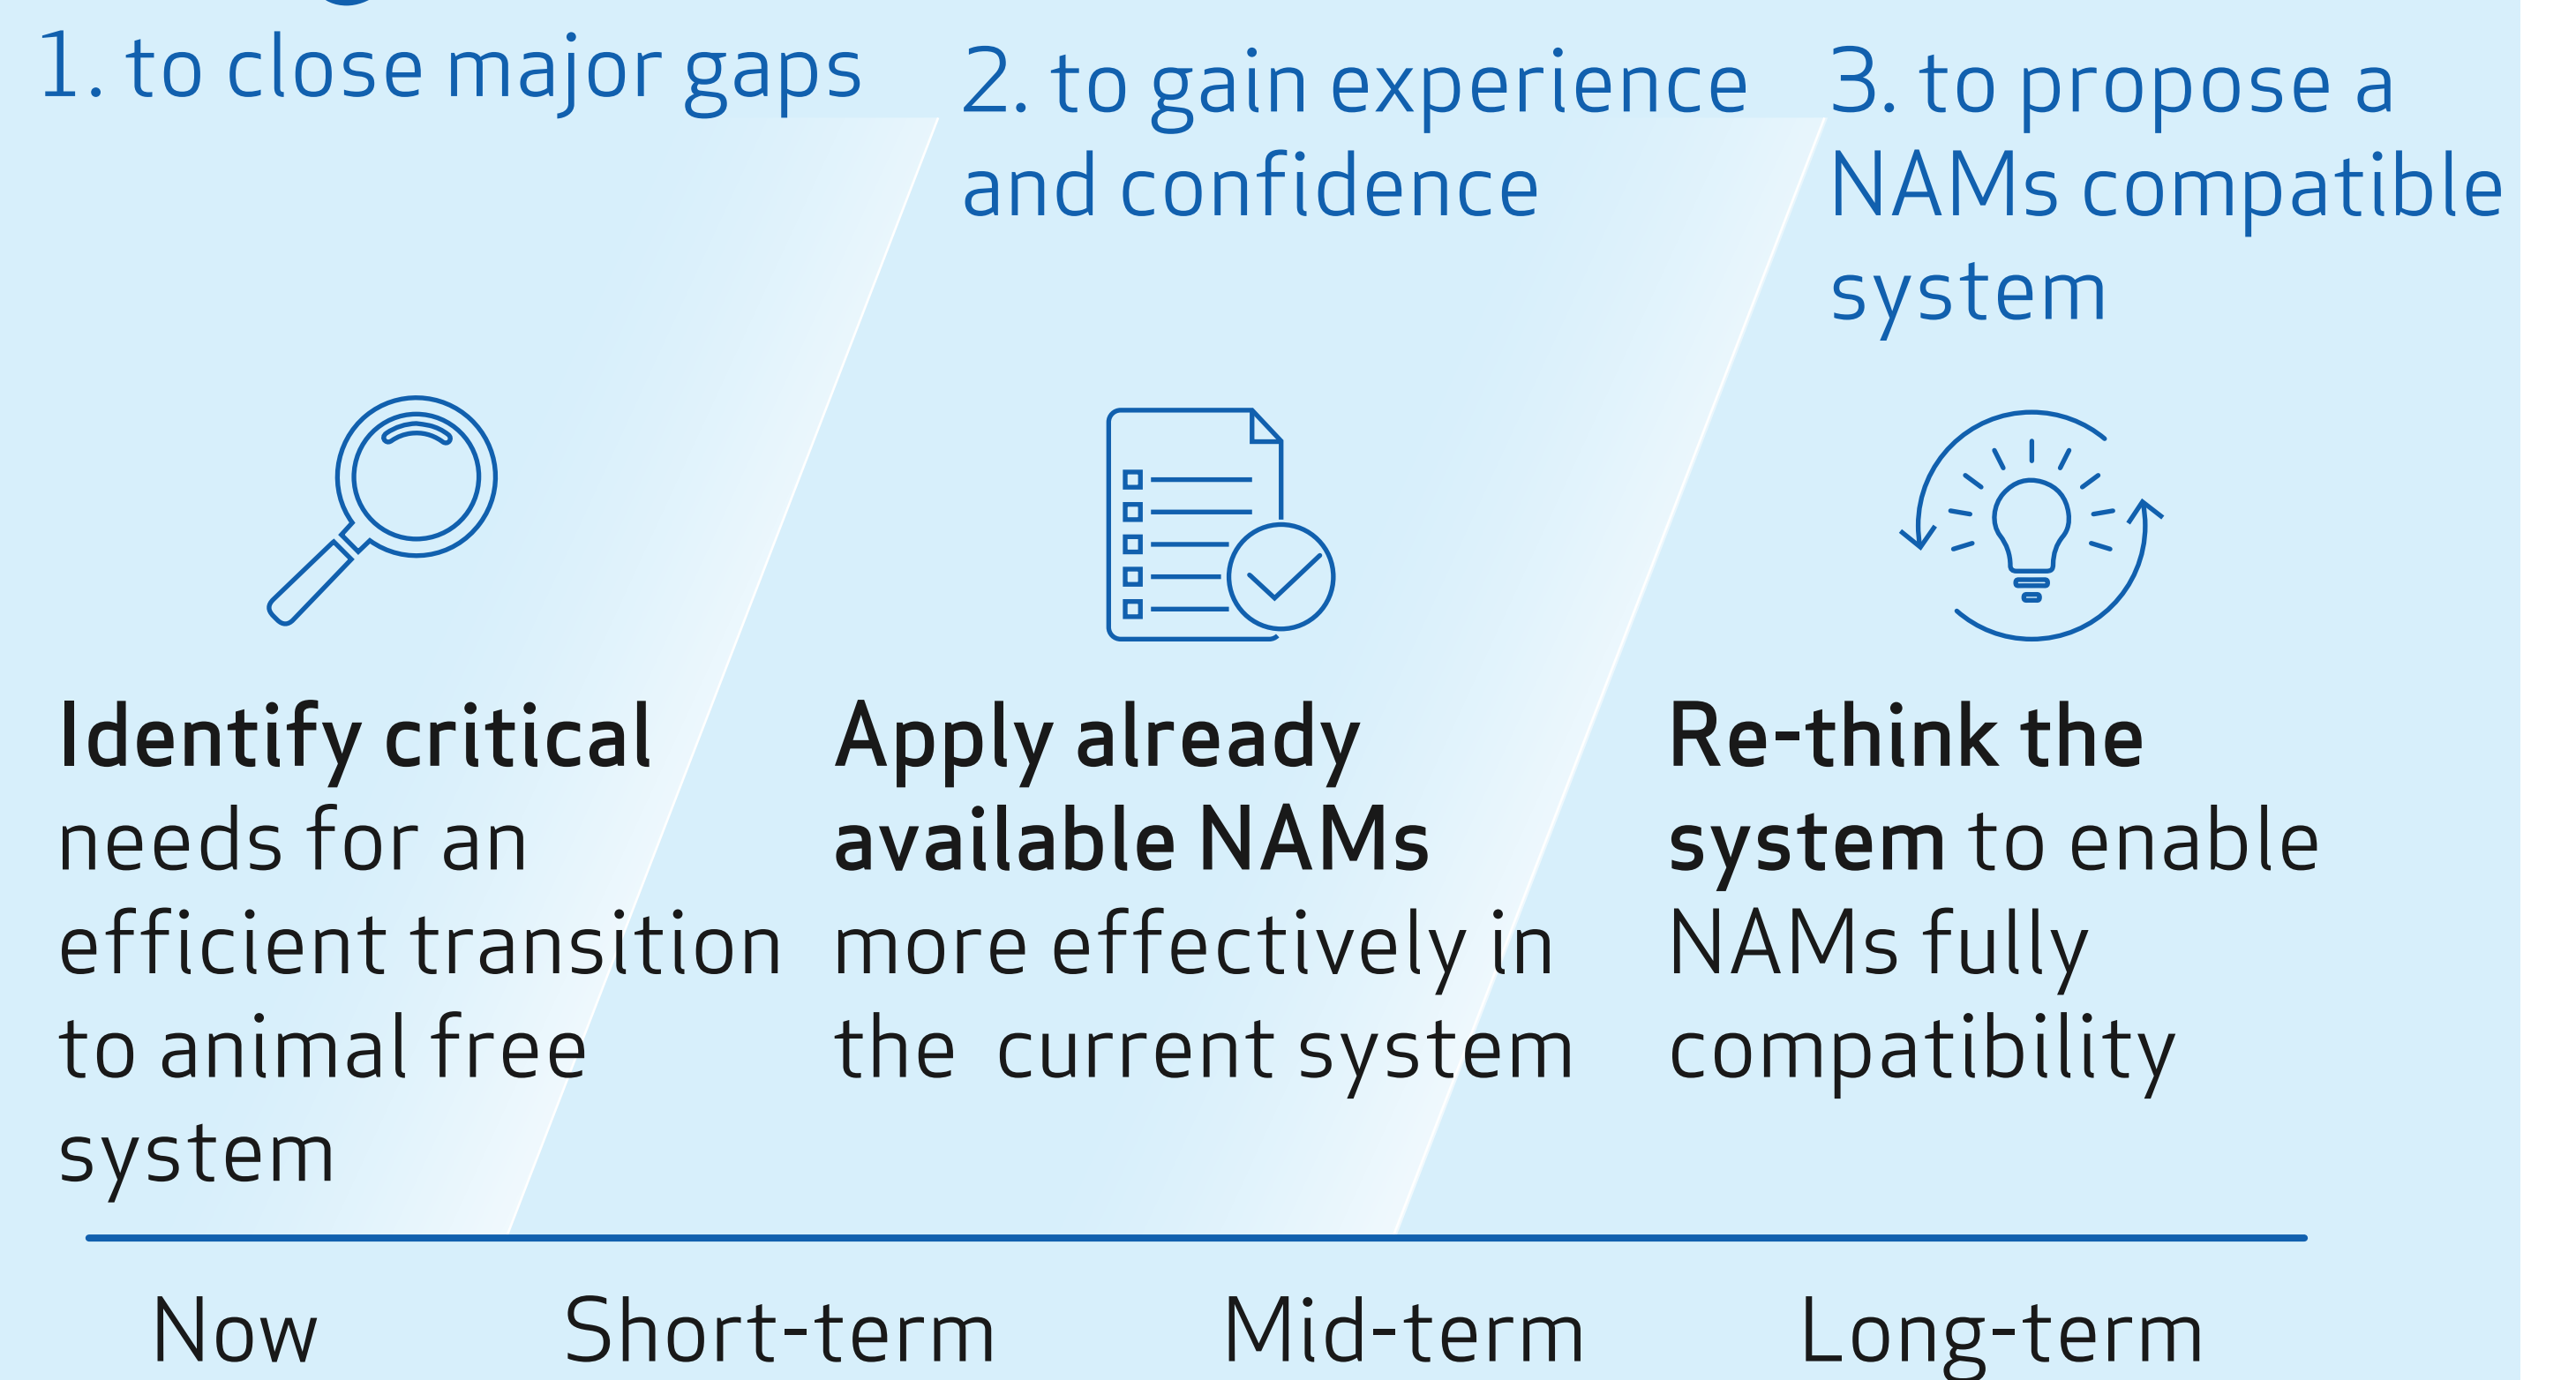 1. to close major gaps
2. to gain experience
and confidence
3. to propose a
NAMs compatible
system
Identify critical
needs for an
efficient transition
to animal free
system
Apply already
available NAMs
more effectively in
the  current system
Re-think the
system to enable
NAMs fully
compatibility
Now
Short-term
Mid-term
Long-term